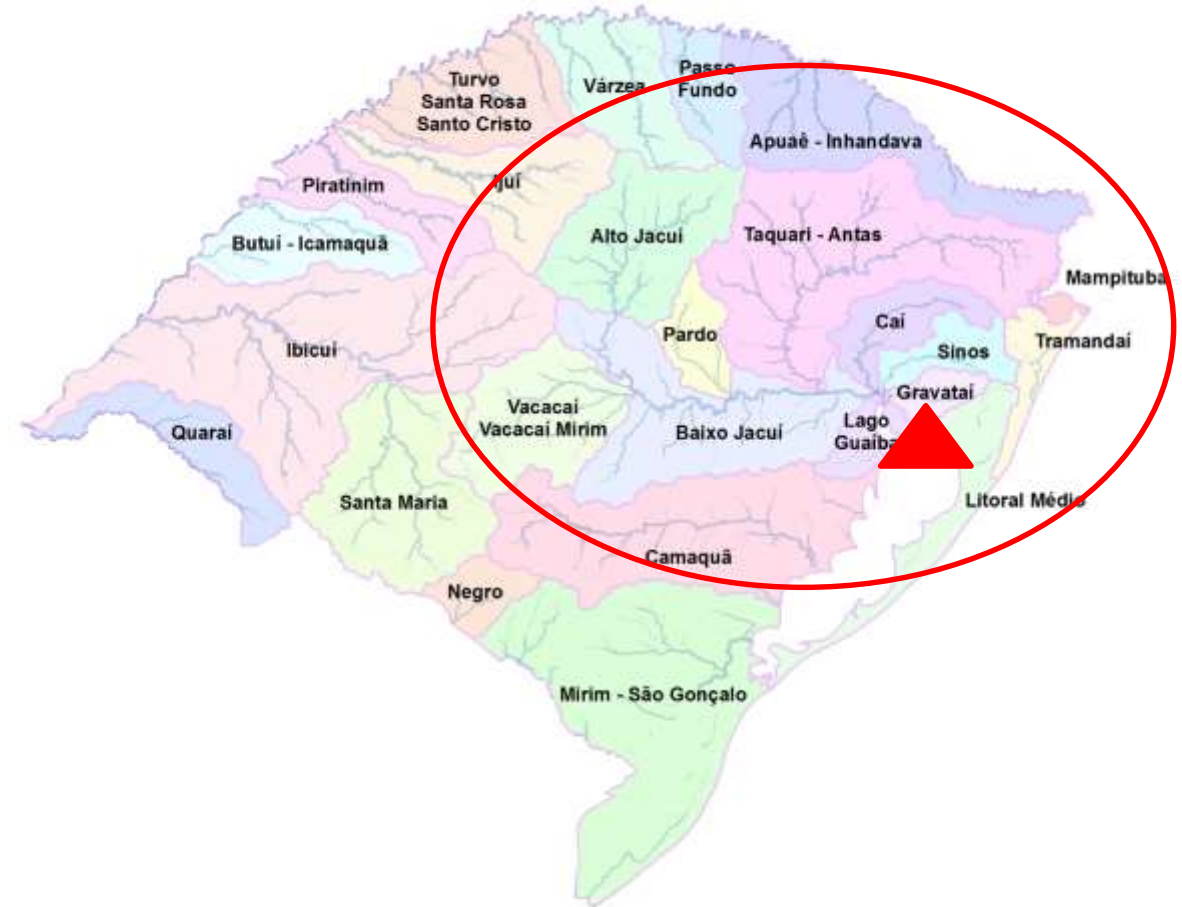 Turvo
Santa Rosa
Santo Cristo
Várzea
Passo
Fundo
Apuaê - Inhandava
Piratinim
Ijuí
Butuí - Icamaquã
Alto Jacuí
Taquari - Antas
Mampituba
Ibicuí
Pardo
Caí
Sinos
Tramandaí
Gravataí
Quaraí
Vacacaí
Vacacaí Mirim
Baixo Jacuí
Lago
Guaíba
Santa Maria
Litoral Médio
Camaquã
Negro
Mirim - São Gonçalo